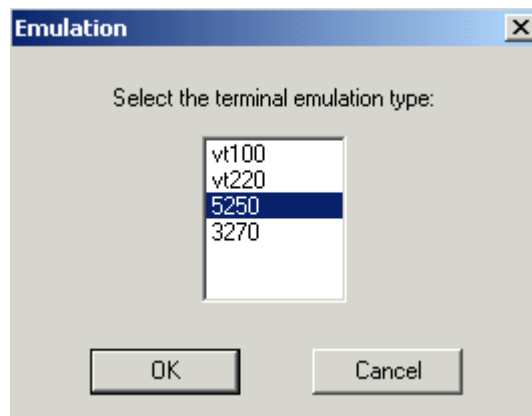 Emulation
Select the terminal emulation type:
vt100
vt220
5250
3270
OK Cancel